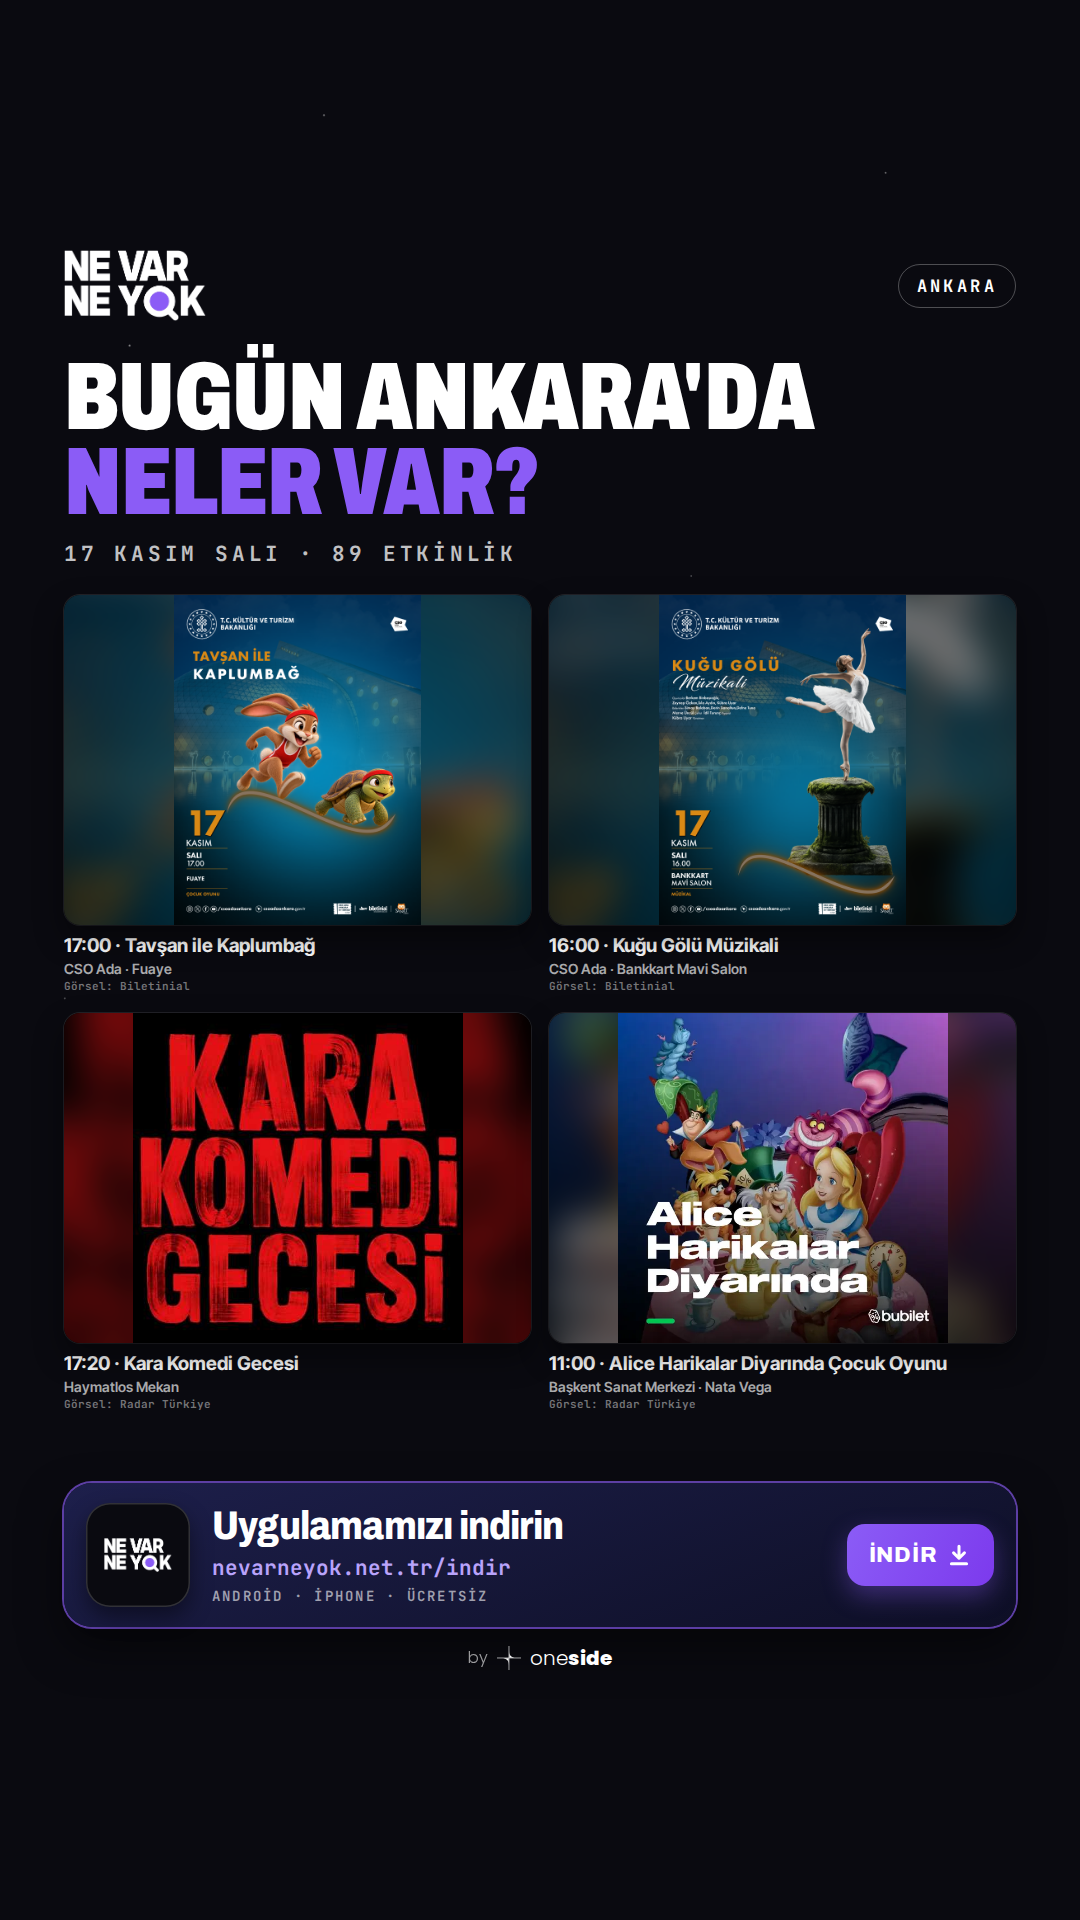 NE VAR
NE YOK
ANKARA
BUGÜN ANKARA'DA
NELER VAR?
17 KASIM SALI · 89 ETKİNLİK
T.C. KÜLTÜR VE TURİZM
BAKANLIĞI
TAVŞAN İLE
KAPLUMBAĞ
17
KASIM
SALI
17.00
FUAYE
ÇOCUK OYUNU
T.C. KÜLTÜR VE TURİZM
BAKANLIĞI
KUĞU GÖLÜ
Müzikali
17
KASIM
SALI
16.00
BANKKART
MAVİ SALON
MÜZİKAL
17:00 · Tavşan ile Kaplumbağ
CSO Ada · Fuaye
Görsel: Biletinial
16:00 · Kuğu Gölü Müzikali
CSO Ada · Bankkart Mavi Salon
Görsel: Biletinial
KARA
KOMEDİ
GECESİ
Alice
Harikalar
Diyarında
bubilet
17:20 · Kara Komedi Gecesi
Haymatlos Mekan
Görsel: Radar Türkiye
11:00 · Alice Harikalar Diyarında Çocuk Oyunu
Başkent Sanat Merkezi · Nata Vega
Görsel: Radar Türkiye
NE VAR
NE YOK
Uygulamamızı indirin
nevarneyok.net.tr/indir
ANDROİD · İPHONE · ÜCRETSİZ
İNDİR
by oneside